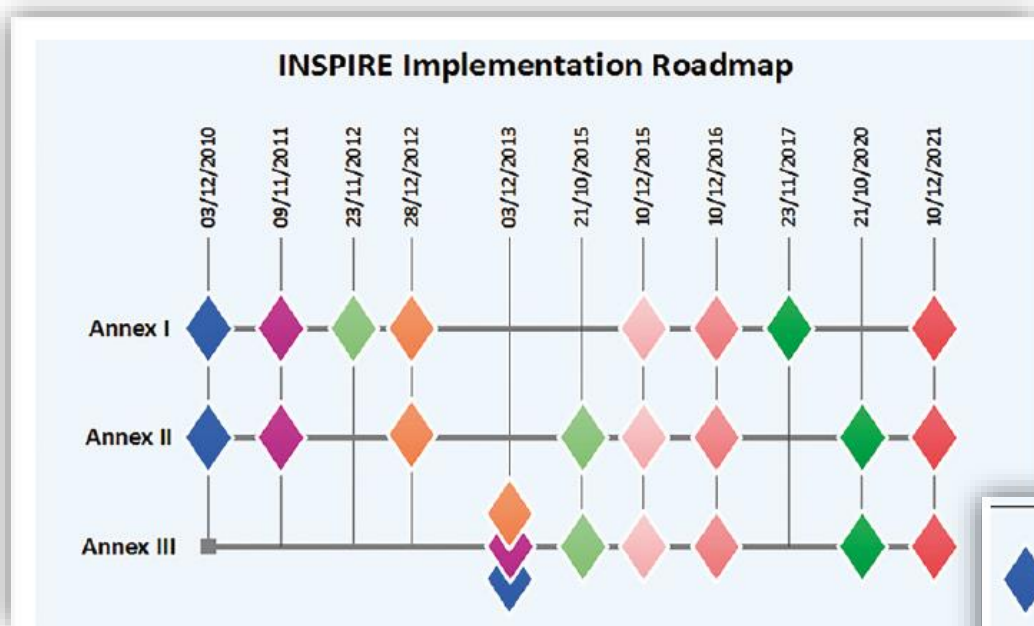 INSPIRE Implementation Roadmap
03/12/2010
09/11/2011
23/11/2012
28/12/2012
03/12/2013
21/10/2015
10/12/2015
10/12/2016
23/11/2017
21/10/2020
10/12/2021
Annex I
Annex II
Annex III